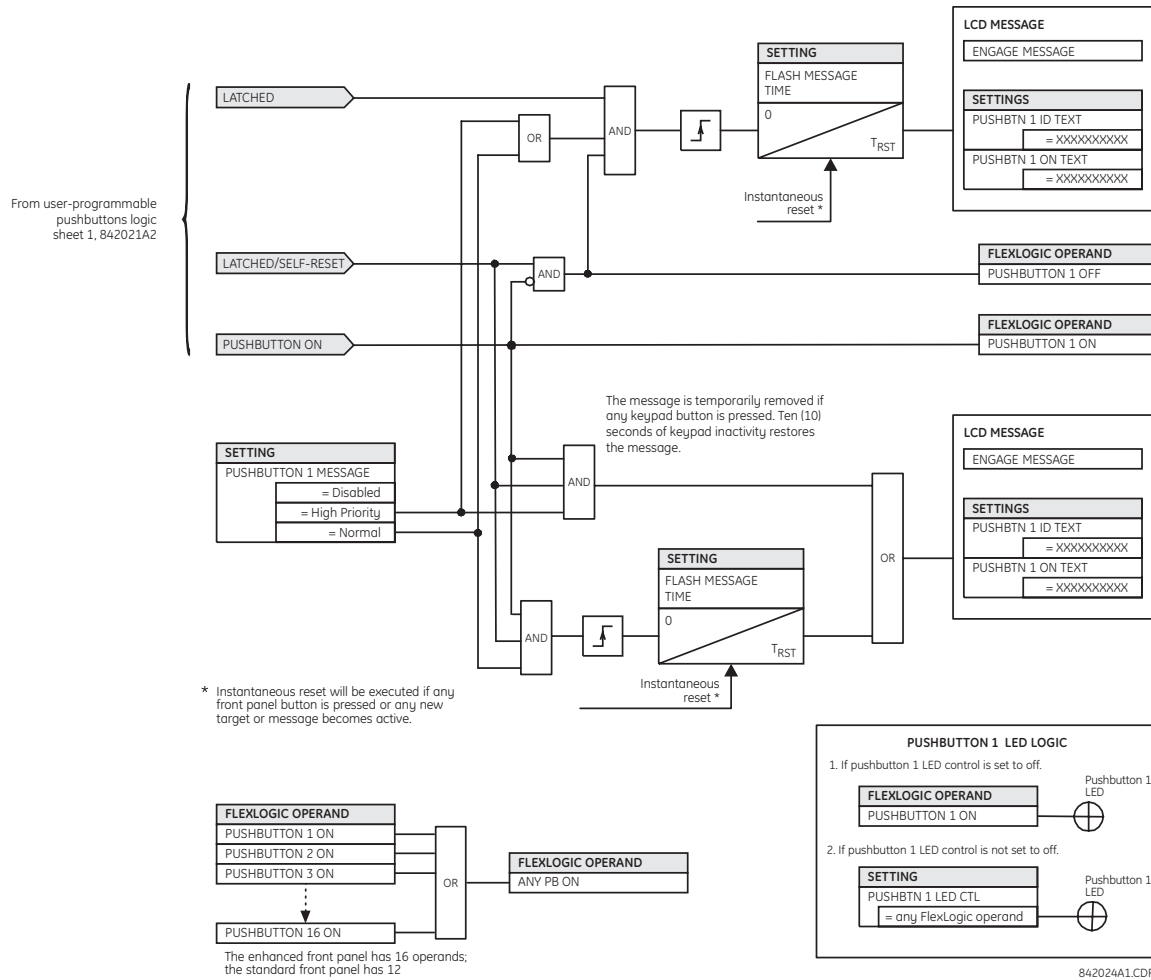 LCD MESSAGE
ENGAGE MESSAGE
SETTINGS
PUSHBTN 1 ID TEXT
= XXXXXXXXXX
PUSHBTN 1 ON TEXT
= XXXXXXXXXX
SETTING
FLASH MESSAGE
TIME
0
TRST
Instantaneous
reset *
LATCHED
OR
AND
From user-programmable
pushbuttons logic
sheet 1, 842021A2
LATCHED/SELF-RESET
AND
FLEXLOGIC OPERAND
PUSHBUTTON 1 OFF
PUSHBUTTON ON
FLEXLOGIC OPERAND
PUSHBUTTON 1 ON
The message is temporarily removed if
any keypad button is pressed. Ten (10)
seconds of keypad inactivity restores
the message.
SETTING
PUSHBUTTON 1 MESSAGE
= Disabled
= High Priority
= Normal
AND
OR
LCD MESSAGE
ENGAGE MESSAGE
SETTINGS
PUSHBTN 1 ID TEXT
= XXXXXXXXXX
PUSHBTN 1 ON TEXT
= XXXXXXXXXX
SETTING
FLASH MESSAGE
TIME
0
TRST
AND
Instantaneous
reset *
* Instantaneous reset will be executed if any
front panel button is pressed or any new
target or message becomes active.
PUSHBUTTON 1 LED LOGIC
1. If pushbutton 1 LED control is set to off.
FLEXLOGIC OPERAND
PUSHBUTTON 1 ON
Pushbutton 1
LED
2. If pushbutton 1 LED control is not set to off.
SETTING
PUSHBTN 1 LED CTL
= any FlexLogic operand
Pushbutton 1
LED
FLEXLOGIC OPERAND
PUSHBUTTON 1 ON
PUSHBUTTON 2 ON
PUSHBUTTON 3 ON
PUSHBUTTON 16 ON
OR
FLEXLOGIC OPERAND
ANY PB ON
The enhanced front panel has 16 operands;
the standard front panel has 12
842024A1.CDR